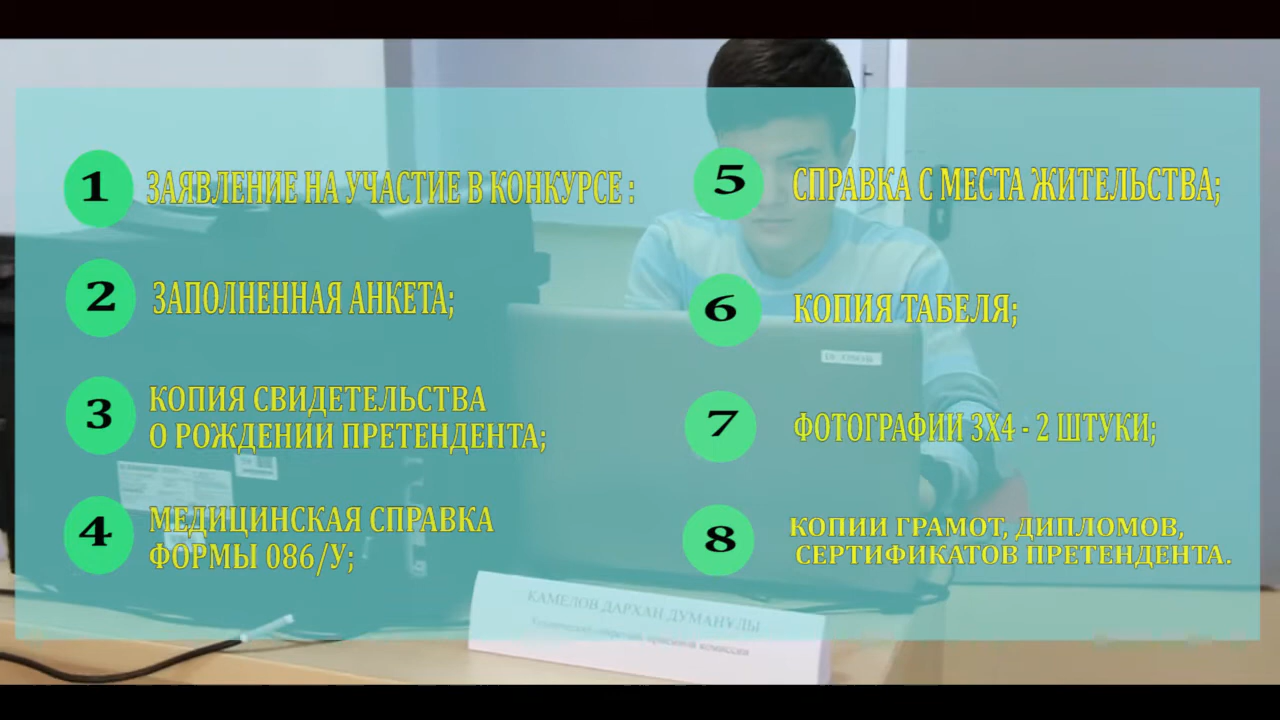 1 ЗАЯВЛЕНИЕ НА УЧАСТИЕ В КОНКУРСЕ :
2 ЗАПОЛНЕННАЯ АНКЕТА;
3 КОПИЯ СВИДЕТЕЛЬСТВА
О РОЖДЕНИИ ПРЕТЕНДЕНТА;
4 МЕДИЦИНСКАЯ СПРАВКА
ФОРМЫ 086/У;
5 СПРАВКА С МЕСТА ЖИТЕЛЬСТВА;
6 КОПИЯ ТАБЕЛЯ;
7 ФОТОГРАФИИ 3Х4 - 2 ШТУКИ;
8 КОПИИ ГРАМОТ, ДИПЛОМОВ,
СЕРТИФИКАТОВ ПРЕТЕНДЕНТА.
КАМЕЛОВ ДАРХАН ДУМАНҰЛЫ
комиссии